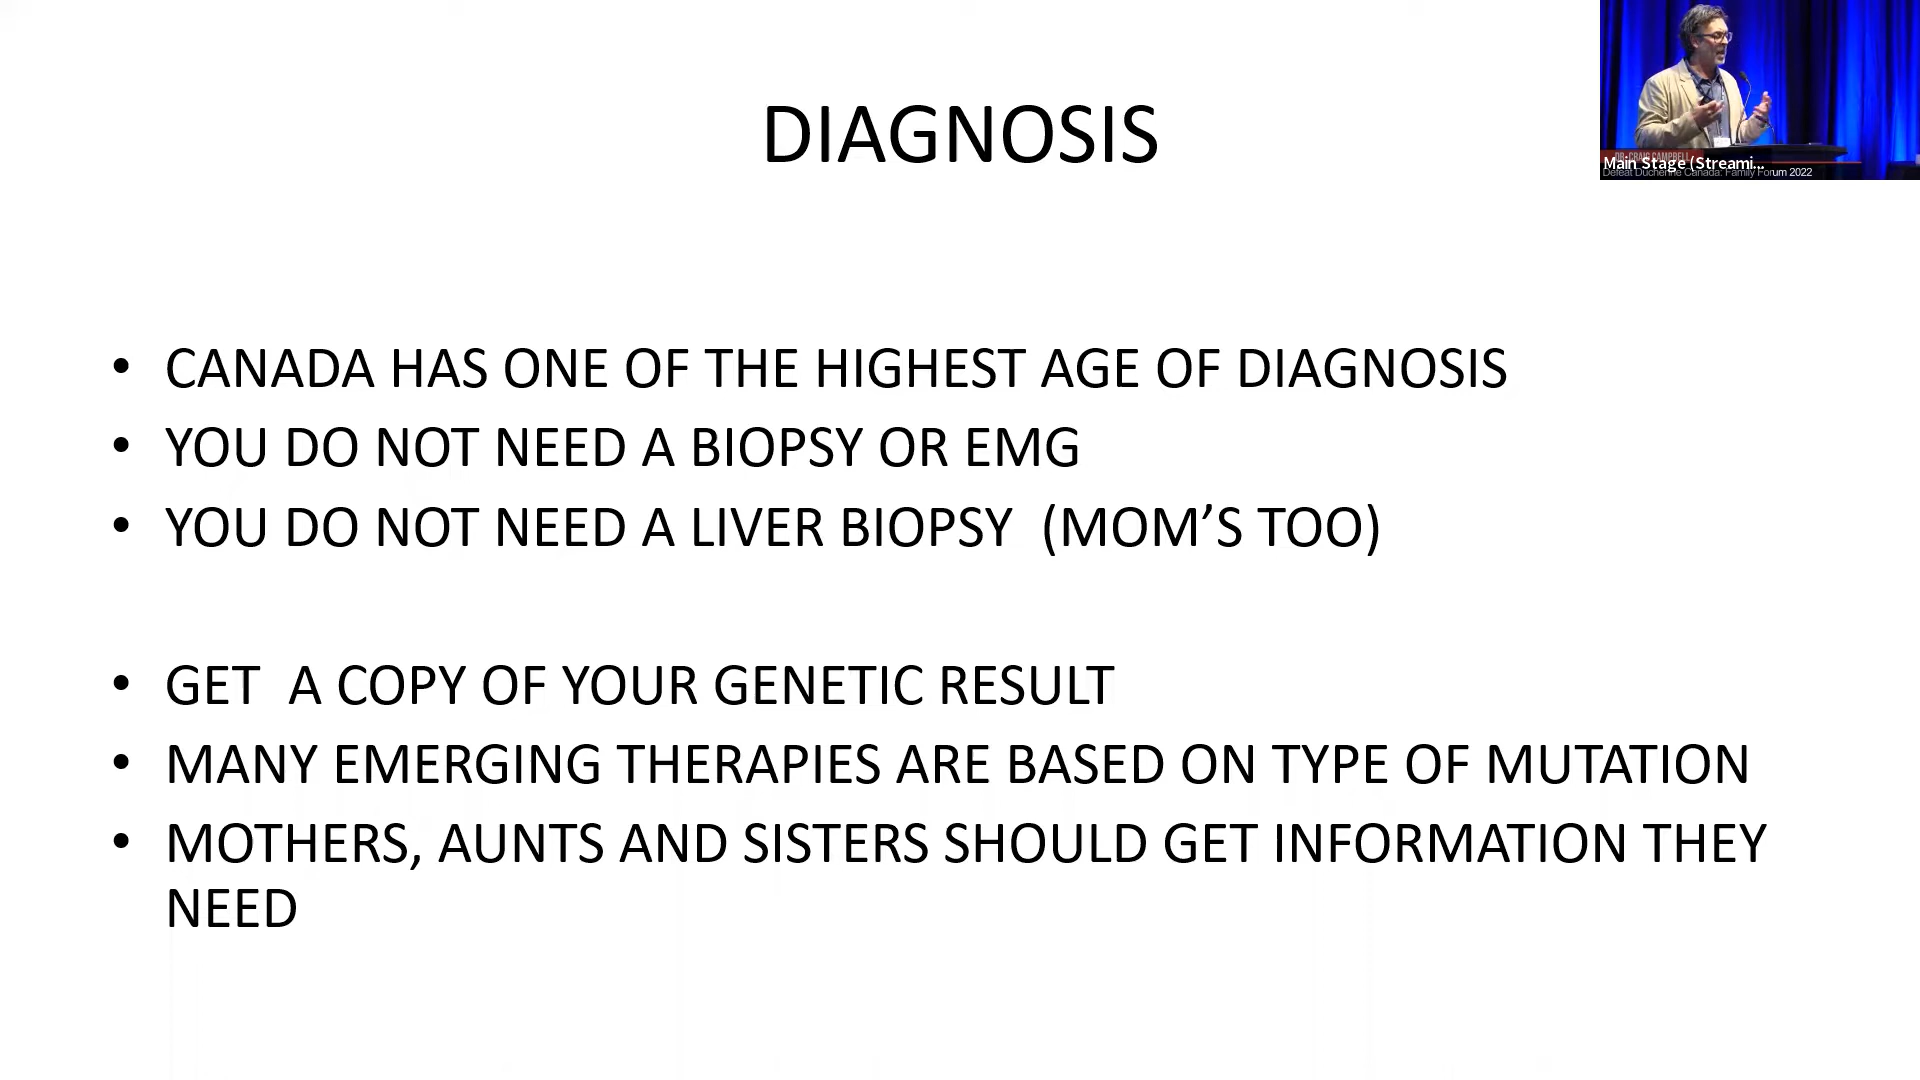 DIAGNOSIS
• CANADA HAS ONE OF THE HIGHEST AGE OF DIAGNOSIS
• YOU DO NOT NEED A BIOPSY OR EMG
• YOU DO NOT NEED A LIVER BIOPSY  (MOM’S TOO)
• GET  A COPY OF YOUR GENETIC RESULT
• MANY EMERGING THERAPIES ARE BASED ON TYPE OF MUTATION
• MOTHERS, AUNTS AND SISTERS SHOULD GET INFORMATION THEY
NEED
DR. CRAIG CAMPBELL
Main Stage (Streami...
Defeat Duchenne Canada: Family Forum 2022